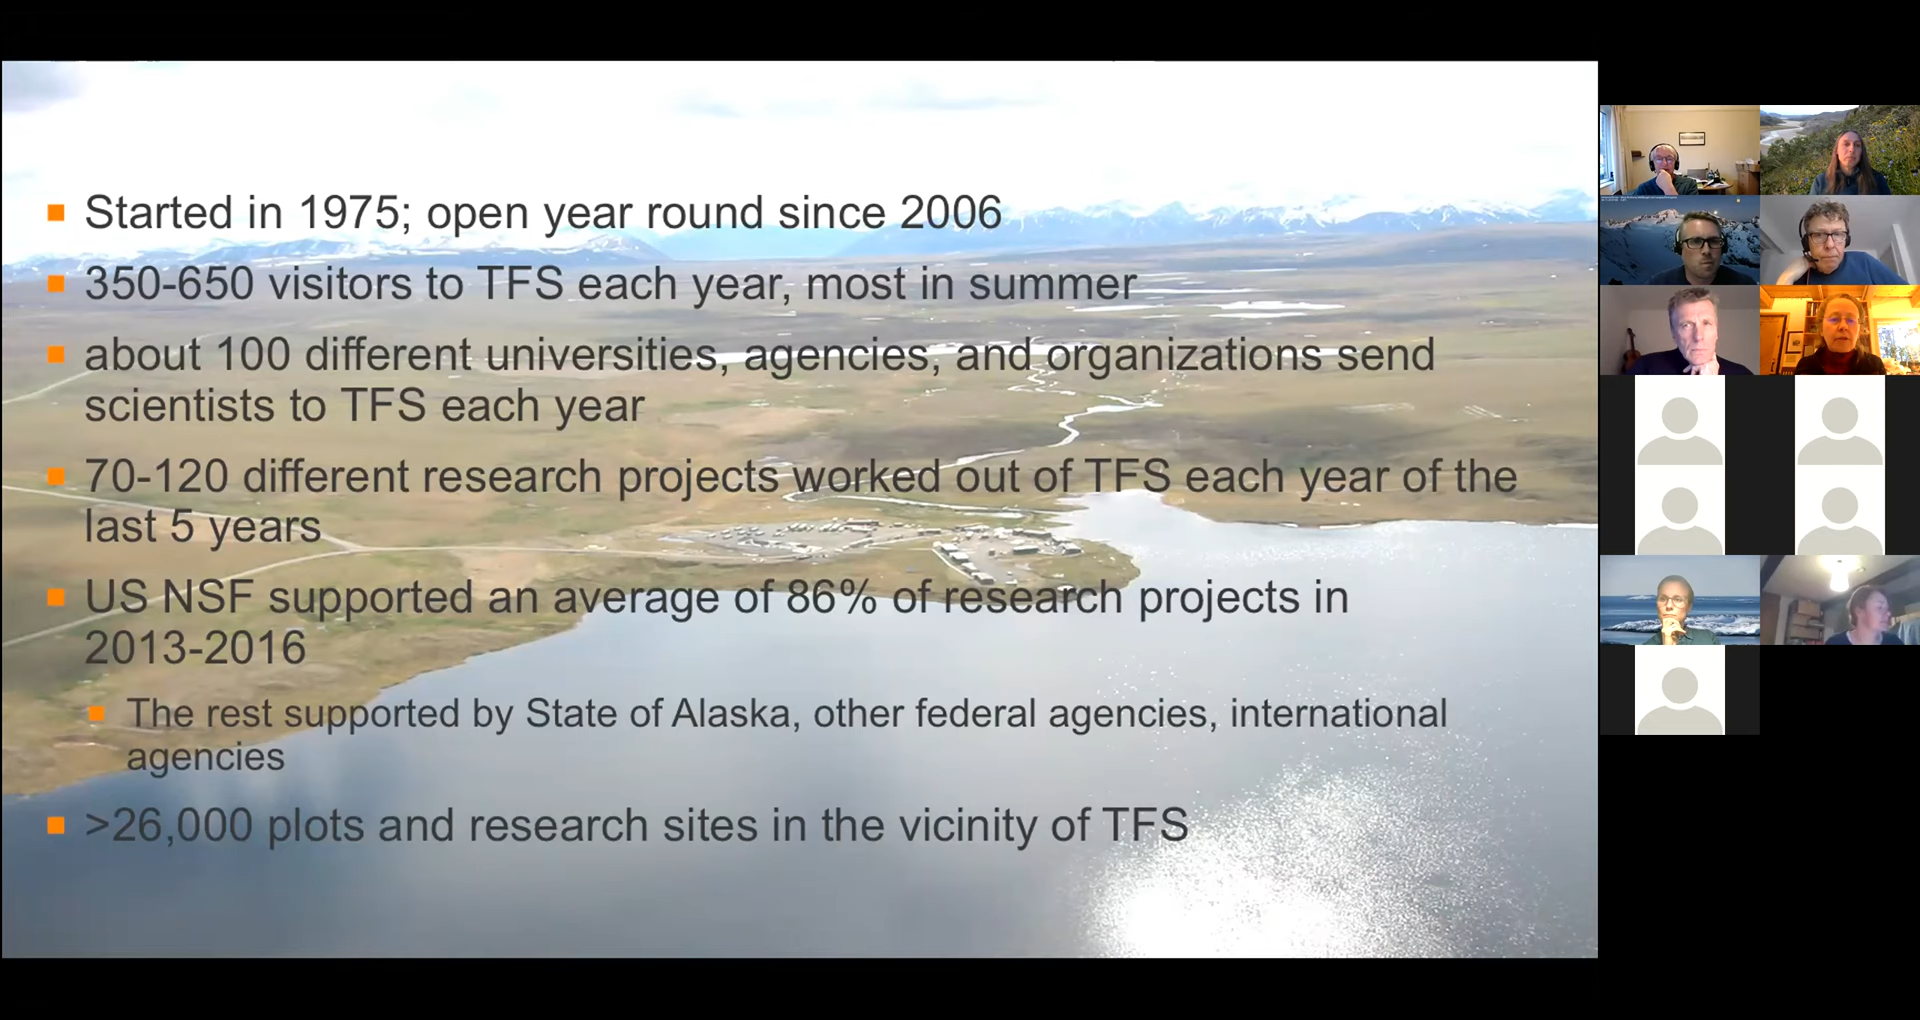 Started in 1975; open year round since 2006
350-650 visitors to TFS each year, most in summer
about 100 different universities, agencies, and organizations send
scientists to TFS each year
70-120 different research projects worked out of TFS each year of the
last 5 years
US NSF supported an average of 86% of research projects in
2013-2016
The rest supported by State of Alaska, other federal agencies, international
agencies
>26,000 plots and research sites in the vicinity of TFS